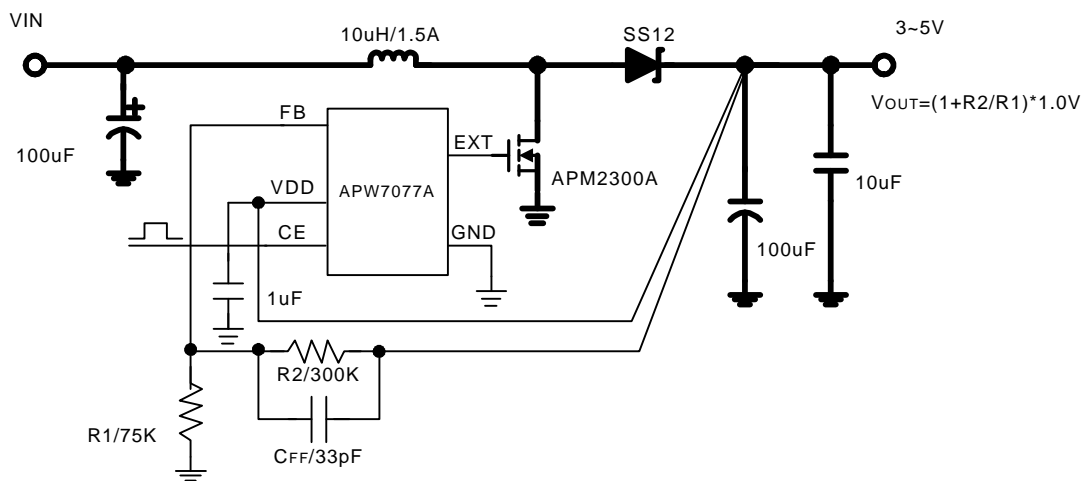 VIN
10uH/1.5A
SS12
3~5V
VOUT=(1+R2/R1)*1.0V
100uF
+
FB
EXT
APM2300A
10uF
VDD
APW7077A
CE
GND
100uF
1uF
R2/300K
R1/75K
CFF/33pF